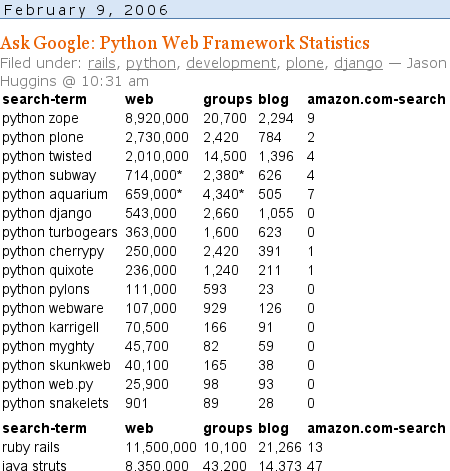 February 9, 2006
Ask Google: Python Web Framework Statistics
Filed under: rails, python, development, plone, django — Jason
Huggins @ 10:31 am
search-term web groups blog amazon.com-search
python zope 8,920,000 20,700 2,294 9
python plone 2,730,000 2,420 784 2
python twisted 2,010,000 14,500 1,396 4
python subway 714,000* 2,380* 626 4
python aquarium 659,000* 4,340* 505 7
python django 543,000 2,660 1,055 0
python turbogears 363,000 1,600 623 0
python cherrypy 250,000 2,420 391 1
python quixote 236,000 1,240 211 1
python pylons 111,000 593 23 0
python webware 107,000 929 126 0
python karrigell 70,500 166 91 0
python myghty 45,700 82 59 0
python skunkweb 40,100 165 38 0
python web.py 25,900 98 93 0
python snakelets 901 89 28 0
search-term web groups blog amazon.com-search
ruby rails 11,500,000 10,100 21,266 13
java struts 8,350,000 43,200 14,373 47